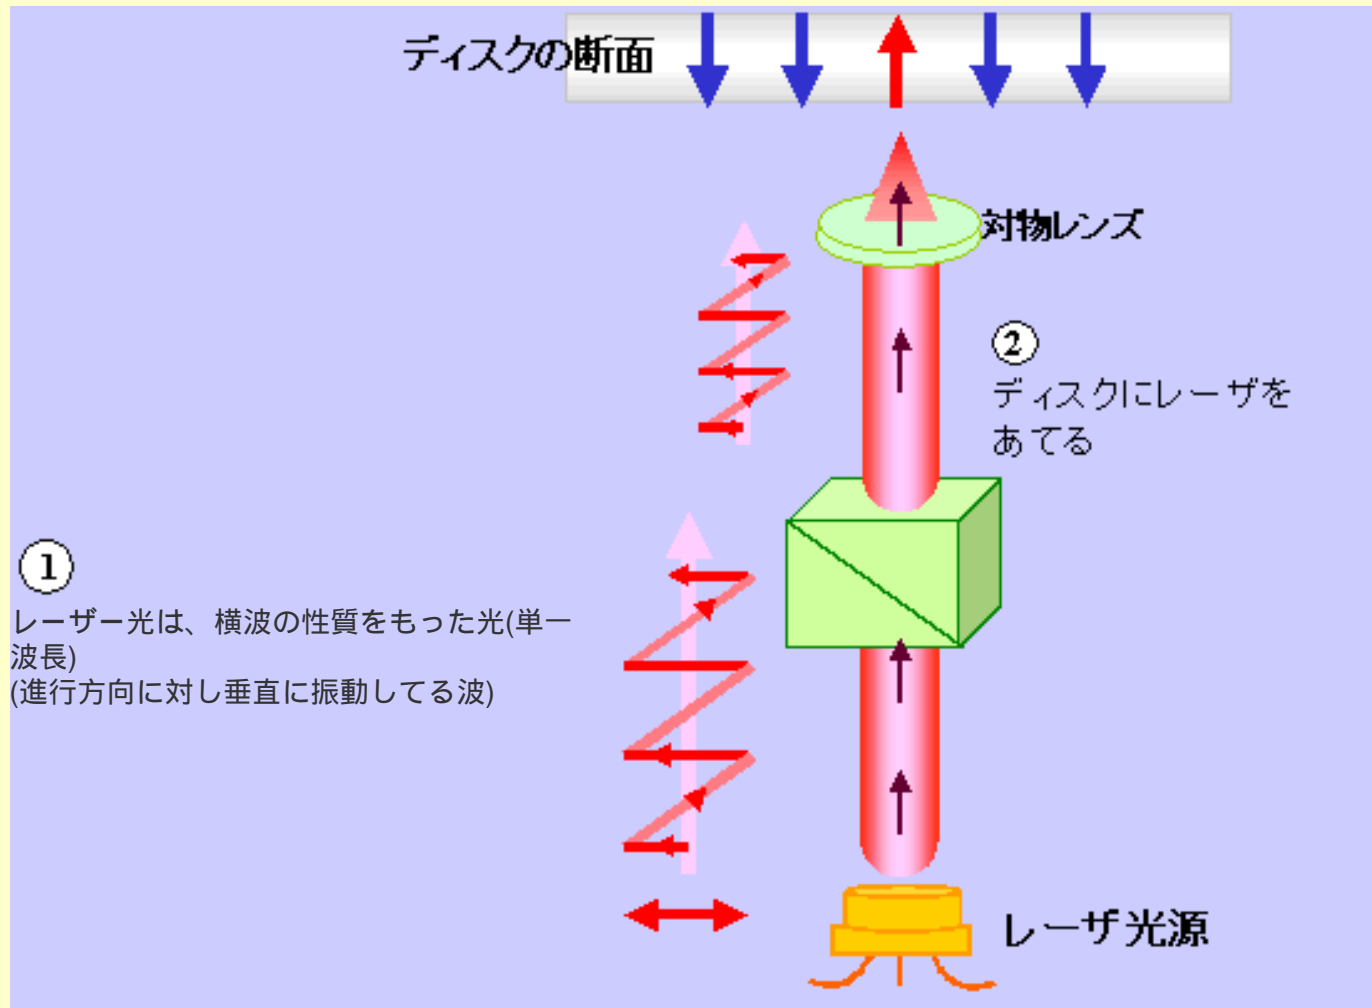 ディスクの断面
対物レンズ
②
ディスクにレーザを
あてる
①
レーザー光は、横波の性質をもった光(単一
波長)
(進行方向に対し垂直に振動してる波)
レーザ光源